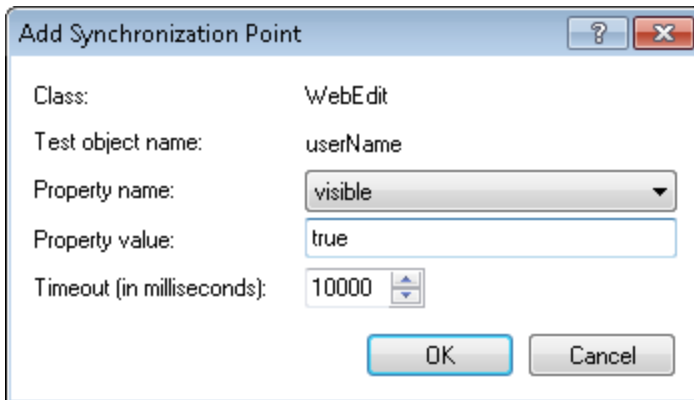 Add Synchronization Point
Class: WebEdit
Test object name: userName
Property name: visible
Property value: true
Timeout (in milliseconds): 10000
OK Cancel